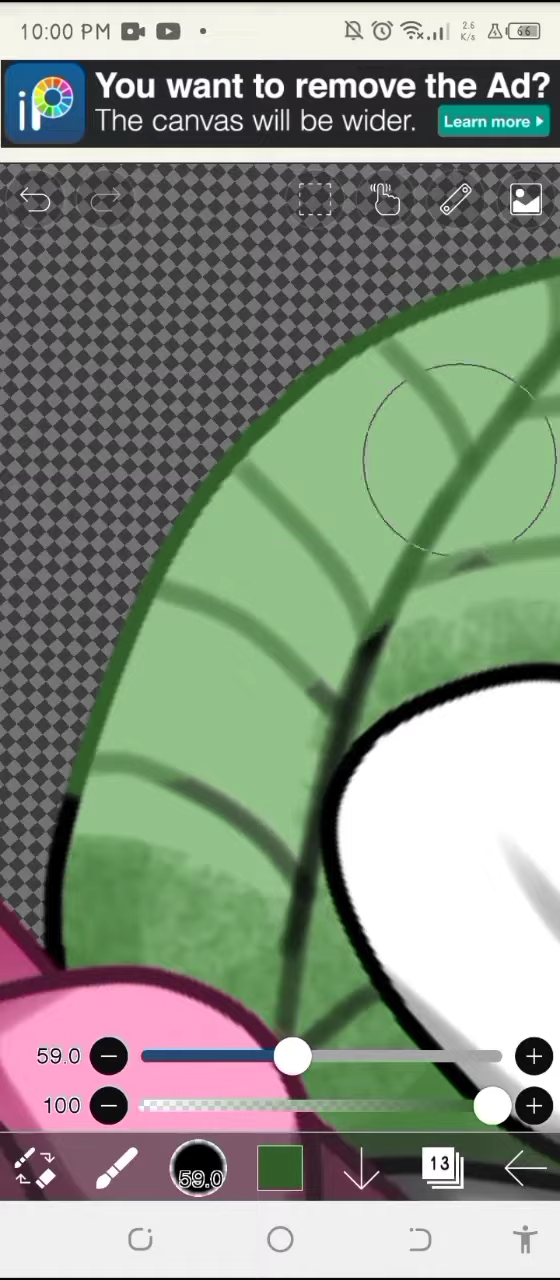 10:00 PM
2.6
K/s
66
iP
You want to remove the Ad?
The canvas will be wider.
Learn more
59.0
100
59.0
13